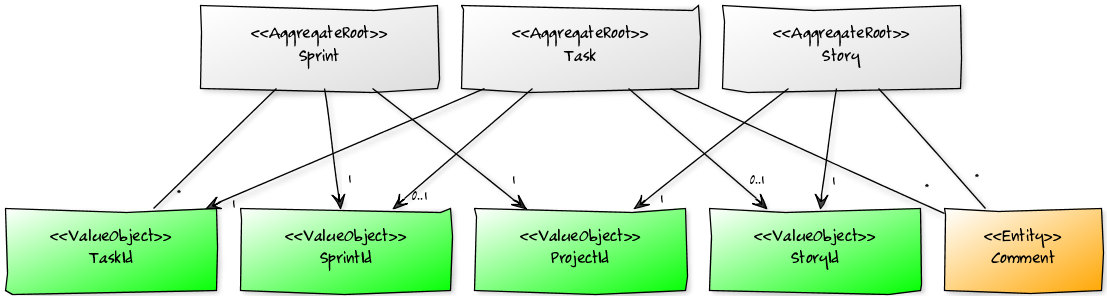 <<AggregateRoot>>
Sprint
<<AggregateRoot>>
Task
<<AggregateRoot>>
Story
*
1
1
0..1
1
1
0..1
1
*
*
<<ValueObject>>
TaskId
<<ValueObject>>
SprintId
<<ValueObject>>
ProjectId
<<ValueObject>>
StoryId
<<Entity>>
Comment